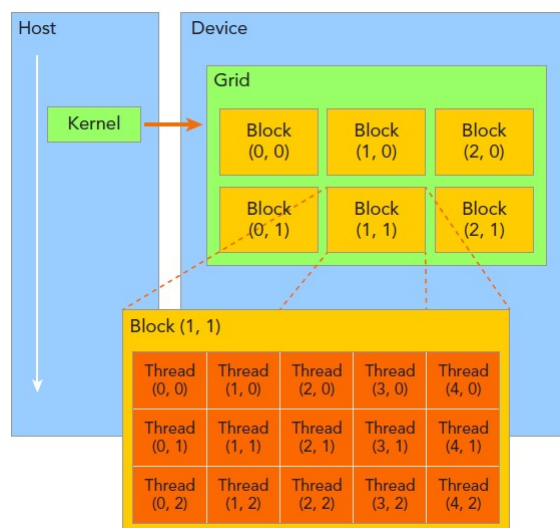 Host
Device
Grid
Kernel
Block
(0, 0)
Block
(1, 0)
Block
(2, 0)
Block
(0, 1)
Block
(1, 1)
Block
(2, 1)
Block (1, 1)
Thread
(0, 0)
Thread
(1, 0)
Thread
(2, 0)
Thread
(3, 0)
Thread
(4, 0)
Thread
(0, 1)
Thread
(1, 1)
Thread
(2, 1)
Thread
(3, 1)
Thread
(4, 1)
Thread
(0, 2)
Thread
(1, 2)
Thread
(2, 2)
Thread
(3, 2)
Thread
(4, 2)